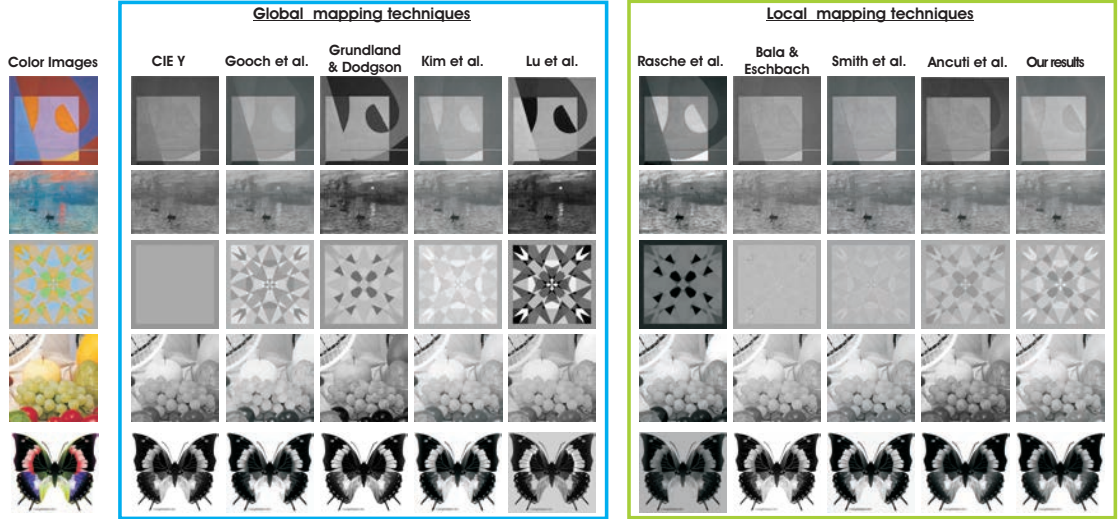 Global mapping techniques
Local mapping techniques
Color Images
CIE Y
Gooch et al.
Grundland
& Dodgson
Kim et al.
Lu et al.
Rasche et al.
Bala &
Eschbach
Smith et al.
Ancuti et al.
Our results